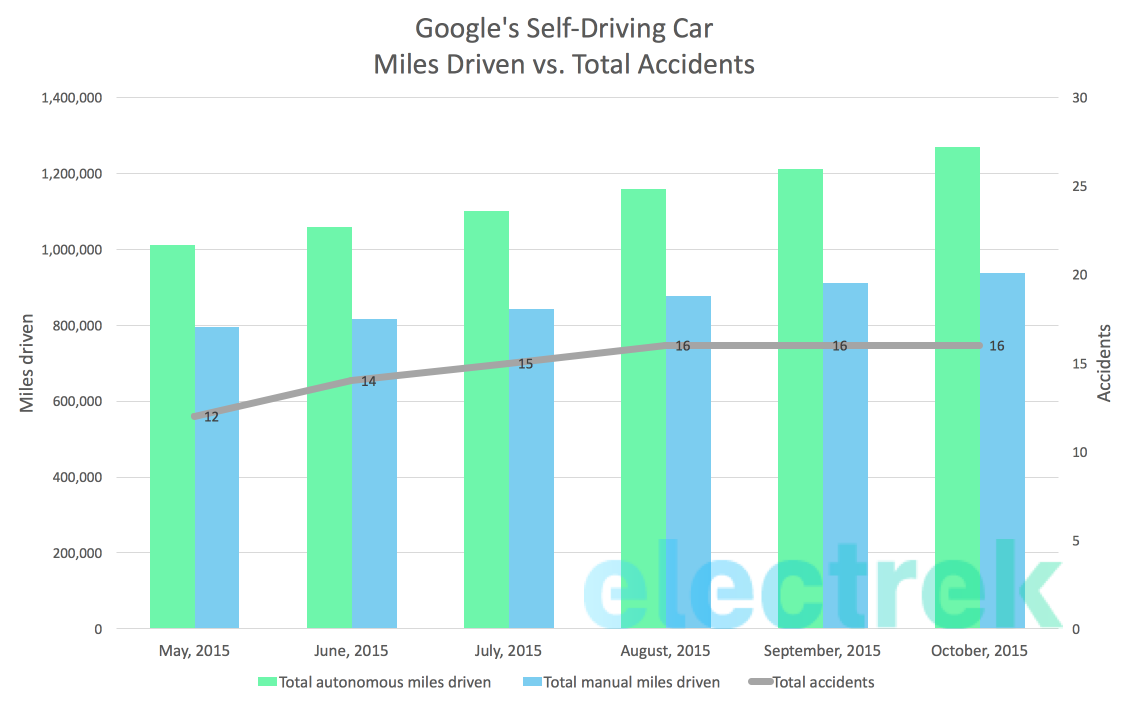 Google's Self-Driving Car
Miles Driven vs. Total Accidents
1,400,000
1,200,000
1,000,000
800,000
600,000
400,000
200,000
0
Miles driven
30
25
20
15
10
5
0
Accidents
12
14
15
16
16
16
electrek
May, 2015
June, 2015
July, 2015
August, 2015
September, 2015
October, 2015
Total autonomous miles driven
Total manual miles driven
Total accidents